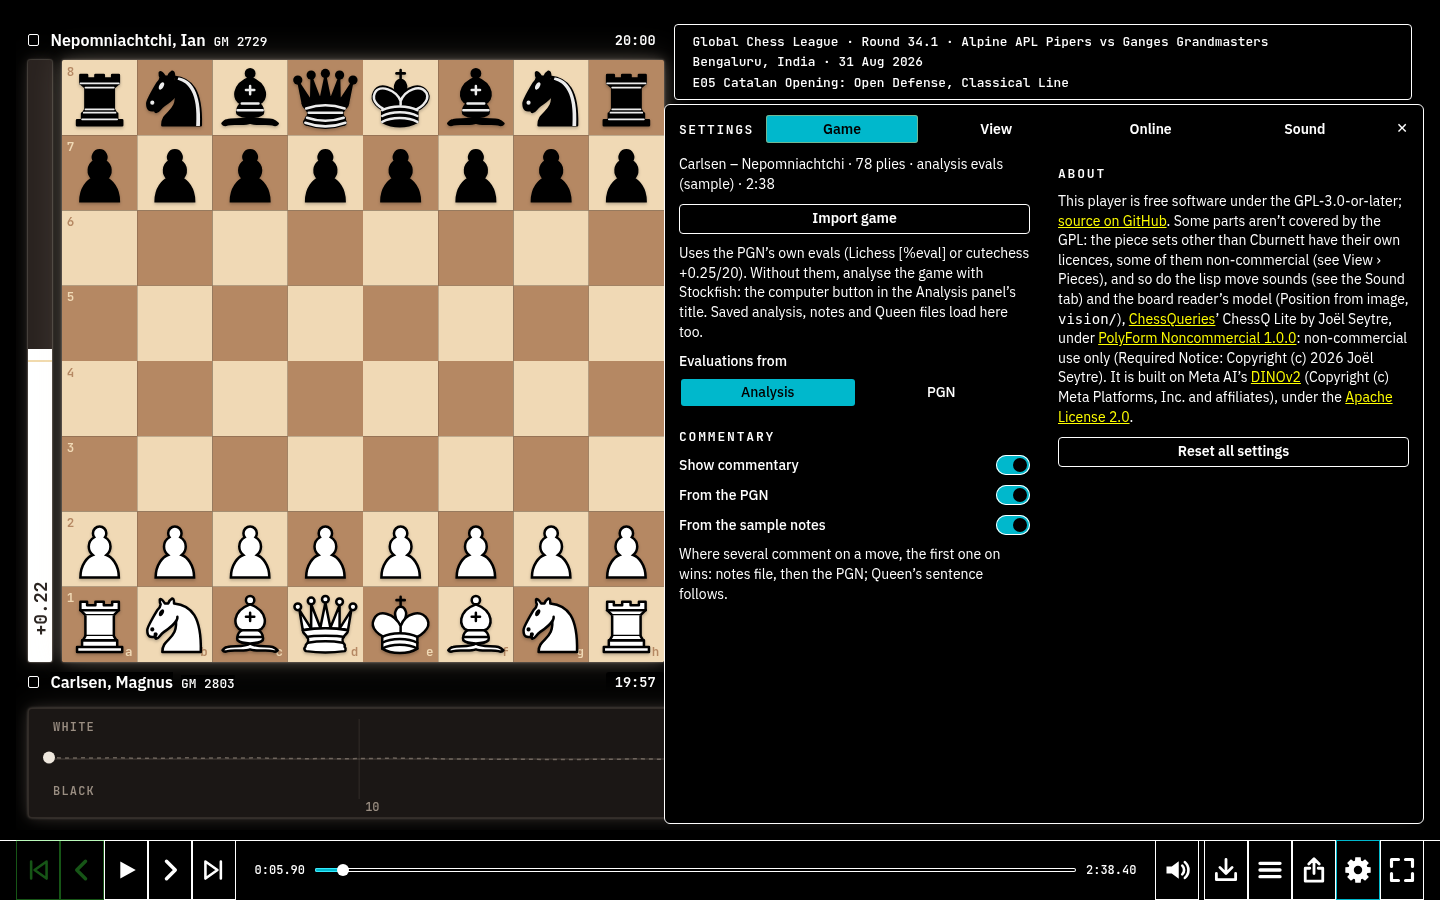 Nepomniachtchi, Ian GM 2729 20:00
Global Chess League · Round 34.1 · Alpine APL Pipers vs Ganges Grandmasters
Bengaluru, India · 31 Aug 2026
E05 Catalan Opening: Open Defense, Classical Line
8
7
6
5
4
3
2
1
a b c d e f g h
+0.22
Carlsen, Magnus GM 2803 19:57
WHITE
BLACK
10
SETTINGS Game View Online Sound ×
Carlsen – Nepomniachtchi · 78 plies · analysis evals
(sample) · 2:38
Import game
Uses the PGN’s own evals (Lichess [%eval] or cutechess
+0.25/20). Without them, analyse the game with
Stockfish: the computer button in the Analysis panel’s
title. Saved analysis, notes and Queen files load here
too.
Evaluations from
Analysis PGN
COMMENTARY
Show commentary
From the PGN
From the sample notes
Where several comment on a move, the first one on
wins: notes file, then the PGN; Queen’s sentence
follows.
ABOUT
This player is free software under the GPL-3.0-or-later;
source on GitHub. Some parts aren’t covered by the
GPL: the piece sets other than Cburnett have their own
licences, some of them non-commercial (see View ›
Pieces), and so do the lisp move sounds (see the Sound
tab) and the board reader’s model (Position from image,
vision/), ChessQueries’ ChessQ Lite by Joël Seytre,
under PolyForm Noncommercial 1.0.0: non-commercial
use only (Required Notice: Copyright (c) 2026 Joël
Seytre). It is built on Meta AI’s DINOv2 (Copyright (c)
Meta Platforms, Inc. and affiliates), under the Apache
License 2.0.
Reset all settings
0:05.90 2:38.40